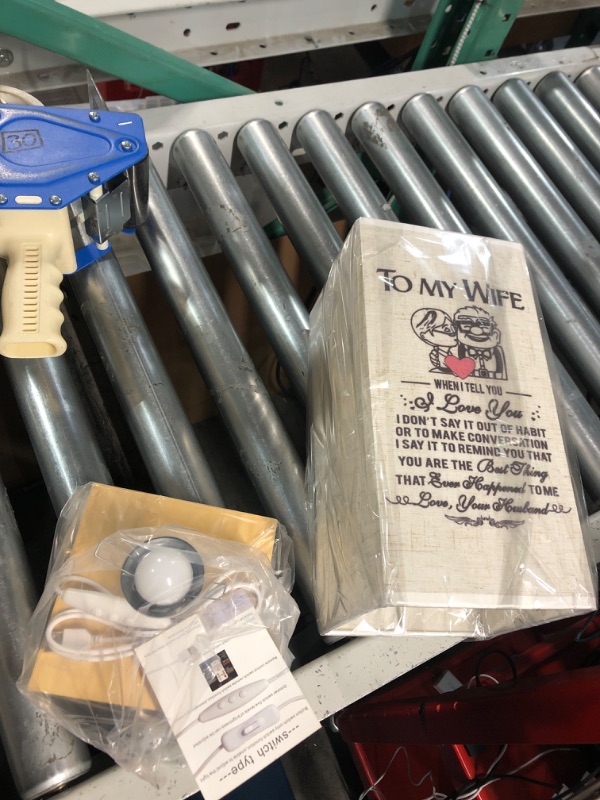 30
TO MY WIFE
WHEN I TELL YOU
I Love You
I DON'T SAY IT OUT OF HABIT
OR TO MAKE CONVERSATION
I SAY IT TO REMIND YOU THAT
YOU ARE THE Best Thing
THAT Ever Happened TO ME
Love, Your Husband
---switch type---